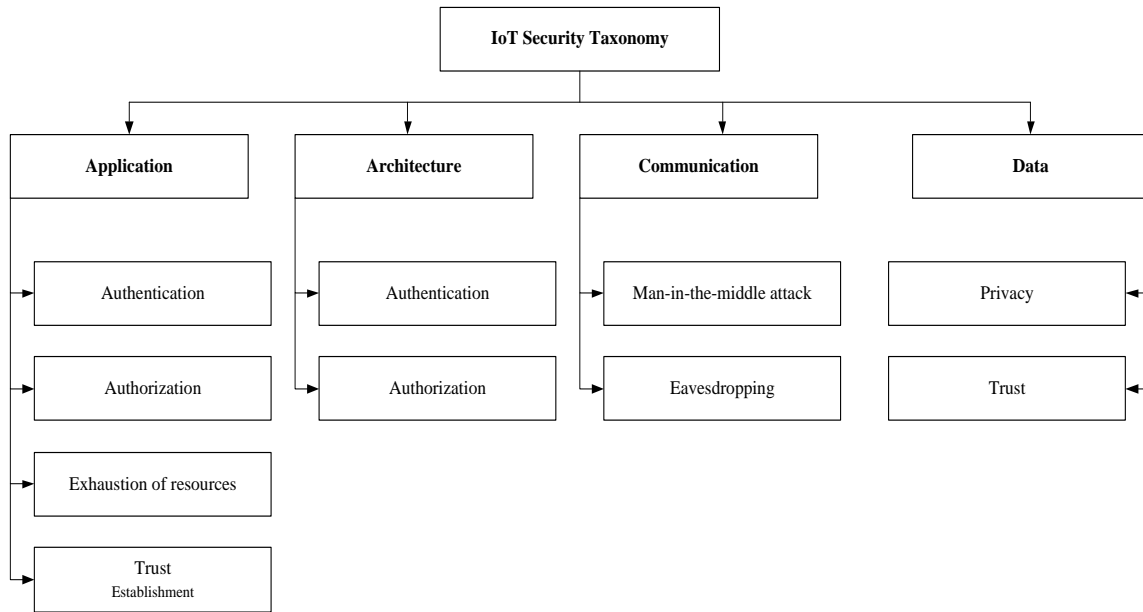 IoT Security Taxonomy
Application
Architecture
Communication
Data
Authentication
Authentication
Man-in-the-middle attack
Privacy
Authorization
Authorization
Eavesdropping
Trust
Exhaustion of resources
Trust
Establishment